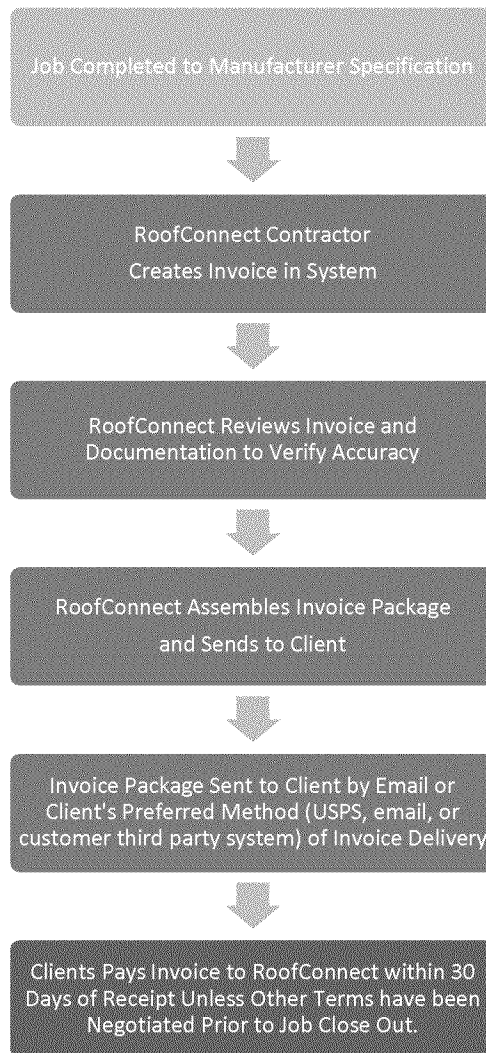 Job Completed to Manufacturer Specification
RoofConnect Contractor
Creates Invoice in System
RoofConnect Reviews Invoice and
Documentation to Verify Accuracy
RoofConnect Assembles Invoice Package
and Sends to Client
Invoice Package Sent to Client by Email or
Client's Preferred Method (USPS, email, or
customer third party system) of Invoice Delivery
Clients Pays Invoice to RoofConnect within 30
Days of Receipt Unless Other Terms have been
Negotiated Prior to Job Close Out.